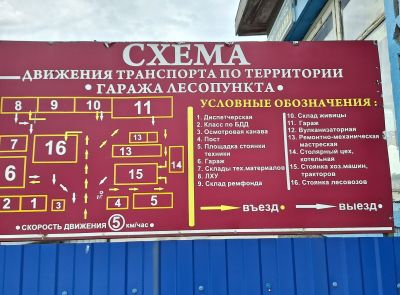 СХЕМА
ДВИЖЕНИЯ ТРАНСПОРТА ПО ТЕРРИТОРИИ
• ГАРАЖА ЛЕСОПУНКТА •
УСЛОВНЫЕ ОБОЗНАЧЕНИЯ :
1. Диспетчерская
2. Класс по БДД
3. Осмотровая канава
4. Пост
5. Площадка стоянки
техники
6. Гараж
7. Склады тех.материалов
8. ЛХУ
9. Склад ремфонда
10. Склад живицы
11. Гараж
12. Вулканизаторная
13. Ремонтно-механическая
мастреская
14. Столярный цех,
котельная
15. Стоянка хоз.машин,
тракторов
16. Стоянка лесовозов
8
9
10
11
7
16
13
13
14
6
15
2
1
3
4
5
• СКОРОСТЬ ДВИЖЕНИЯ 5 км/час
въезд
выезд